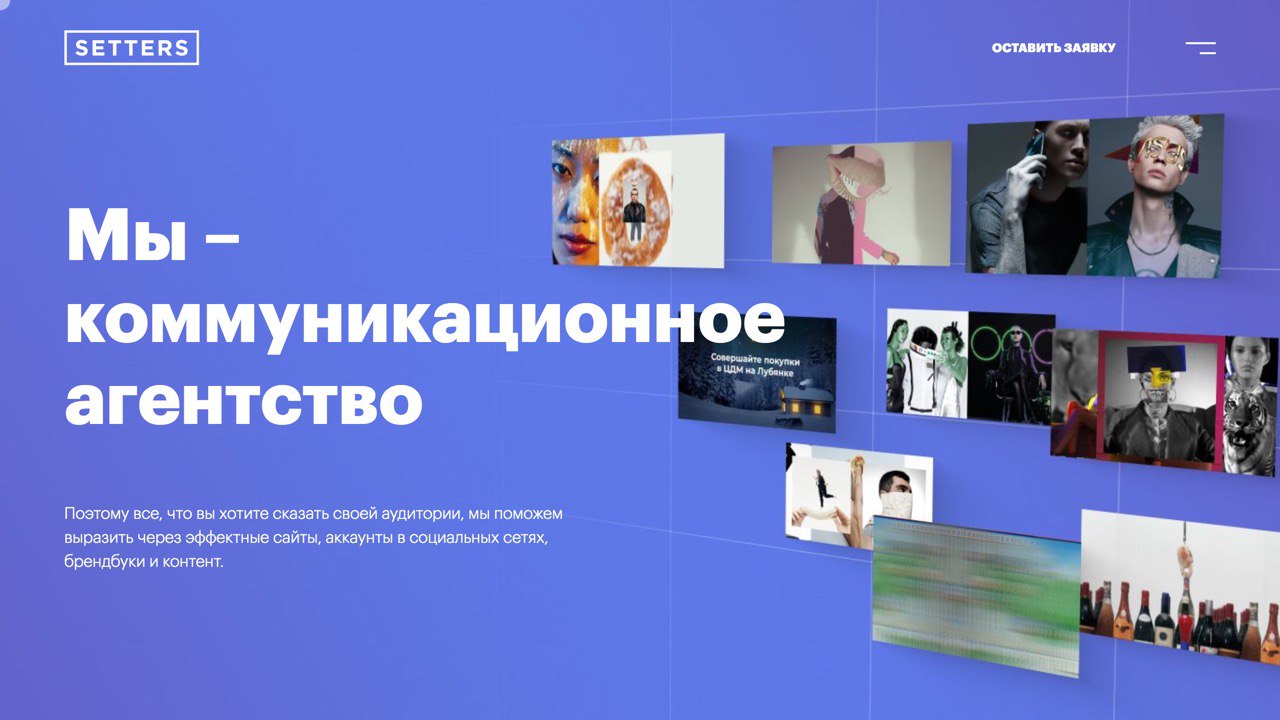 SETTERS
ОСТАВИТЬ ЗАЯВКУ
Мы –
коммуникационное
агентство
Совершайте покупки
в ЦДМ на Лубянке
Поэтому все, что вы хотите сказать своей аудитории, мы поможем
выразить через эффектные сайты, аккаунты в социальных сетях,
брендбуки и контент.